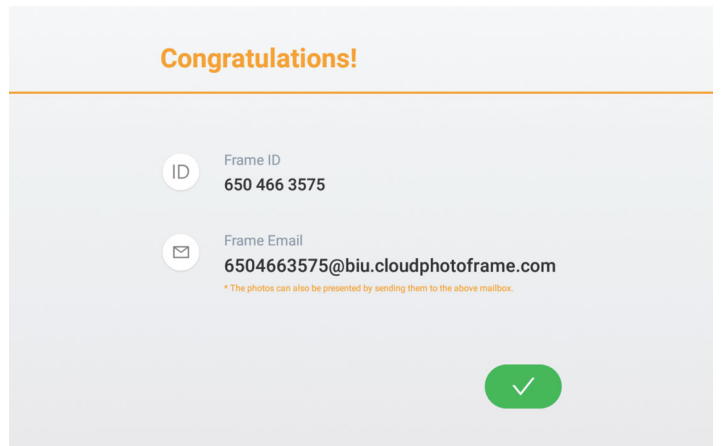 Congratulations!
ID
Frame ID
650 466 3575
Frame Email
6504663575@biu.cloudphotoframe.com
* The photos can also be presented by sending them to the above mailbox.